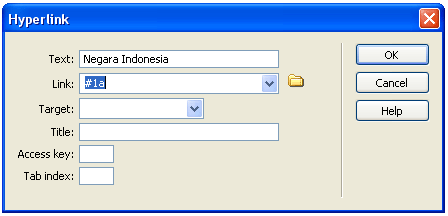 Hyperlink
Text: Negara Indonesia
OK
Link: #1a
Cancel
Target:
Help
Title:
Access key:
Tab index: